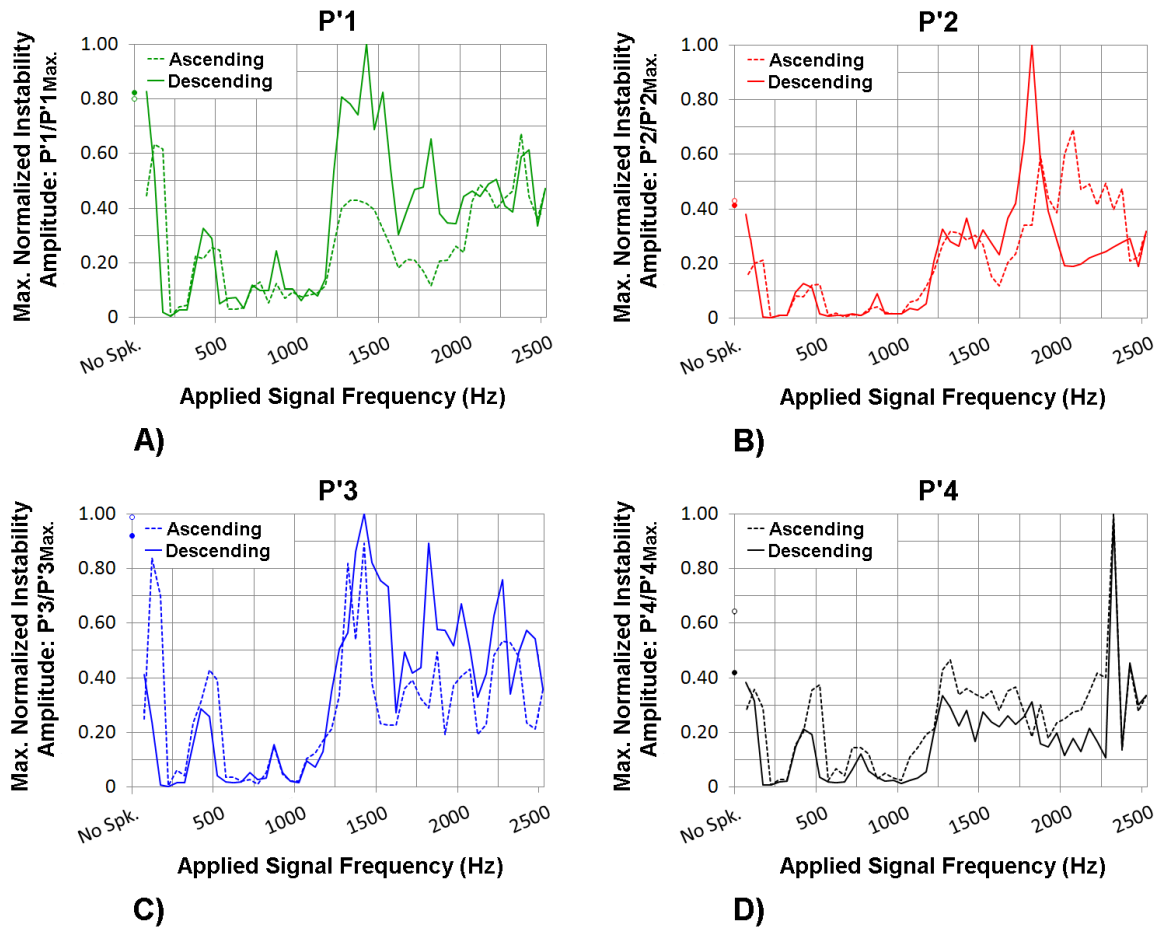 P'1
Max. Normalized Instability
Amplitude: P'1/P'1Max.
1.00
0.80
0.60
0.40
0.20
0
Ascending
Descending
No Spk.
500
1000
1500
2000
2500
Applied Signal Frequency (Hz)
A)
P'2
Max. Normalized Instability
Amplitude: P'2/P'2Max.
1.00
0.80
0.60
0.40
0.20
0
Ascending
Descending
No Spk.
500
1000
1500
2000
2500
Applied Signal Frequency (Hz)
B)
P'3
Max. Normalized Instability
Amplitude: P'3/P'3Max.
1.00
0.80
0.60
0.40
0.20
0
Ascending
Descending
No Spk.
500
1000
1500
2000
2500
Applied Signal Frequency (Hz)
C)
P'4
Max. Normalized Instability
Amplitude: P'4/P'4Max.
1.00
0.80
0.60
0.40
0.20
0
Ascending
Descending
No Spk.
500
1000
1500
2000
2500
Applied Signal Frequency (Hz)
D)